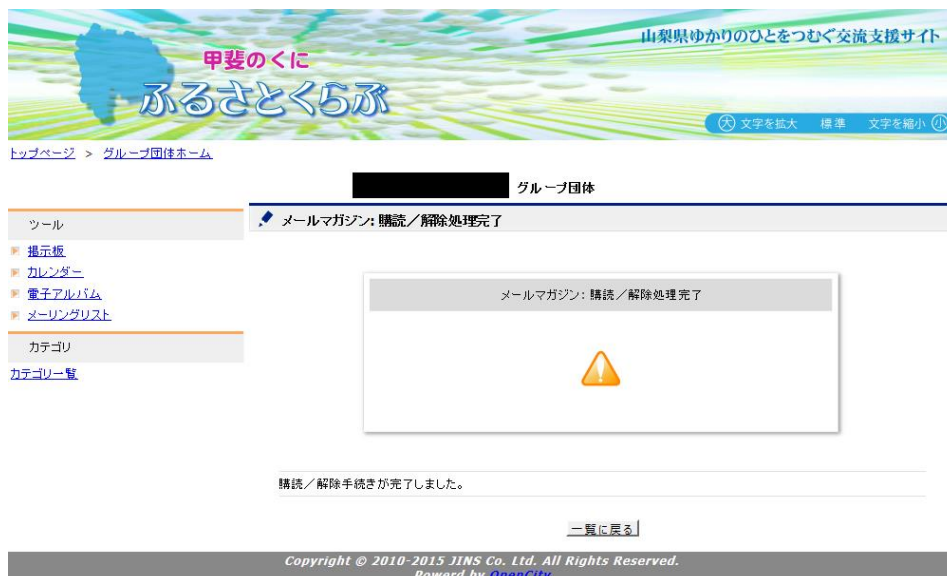 山梨県ゆかりのひとをつむぐ交流支援サイト
甲斐のくに
ふるさとくらぶ
大 文字を拡大 標準 文字を縮小 小
トップページ > グループ団体ホーム
グループ団体
ツール
掲示板
カレンダー
電子アルバム
メーリングリスト
カテゴリ
カテゴリ一覧
メールマガジン: 購読／解除処理完了
メールマガジン: 購読／解除処理完了
購読／解除手続きが完了しました。
一覧に戻る
Copyright © 2010-2015 JINS Co. Ltd. All Rights Reserved.
Powerd by OpenCity